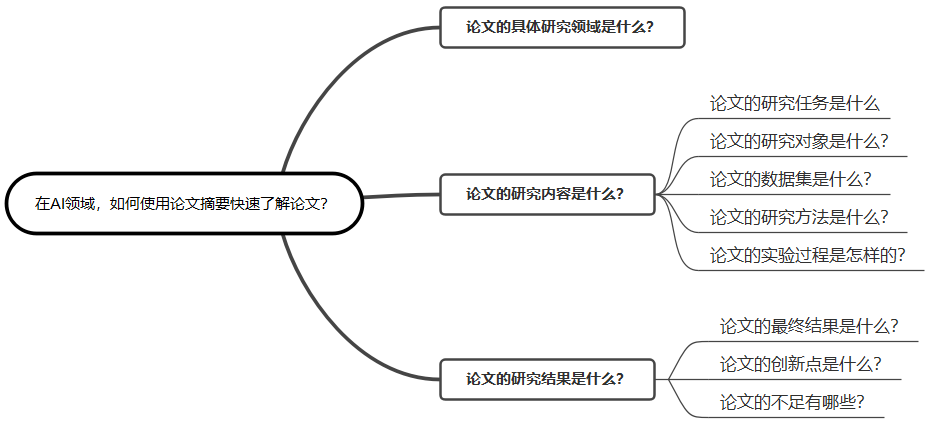 在AI领域，如何使用论文摘要快速了解论文？
论文的具体研究领域是什么？
论文的研究内容是什么？
论文的研究任务是什么
论文的研究对象是什么？
论文的数据集是什么？
论文的研究方法是什么？
论文的实验过程是怎样的？
论文的研究结果是什么？
论文的最终结果是什么？
论文的创新点是什么？
论文的不足有哪些？